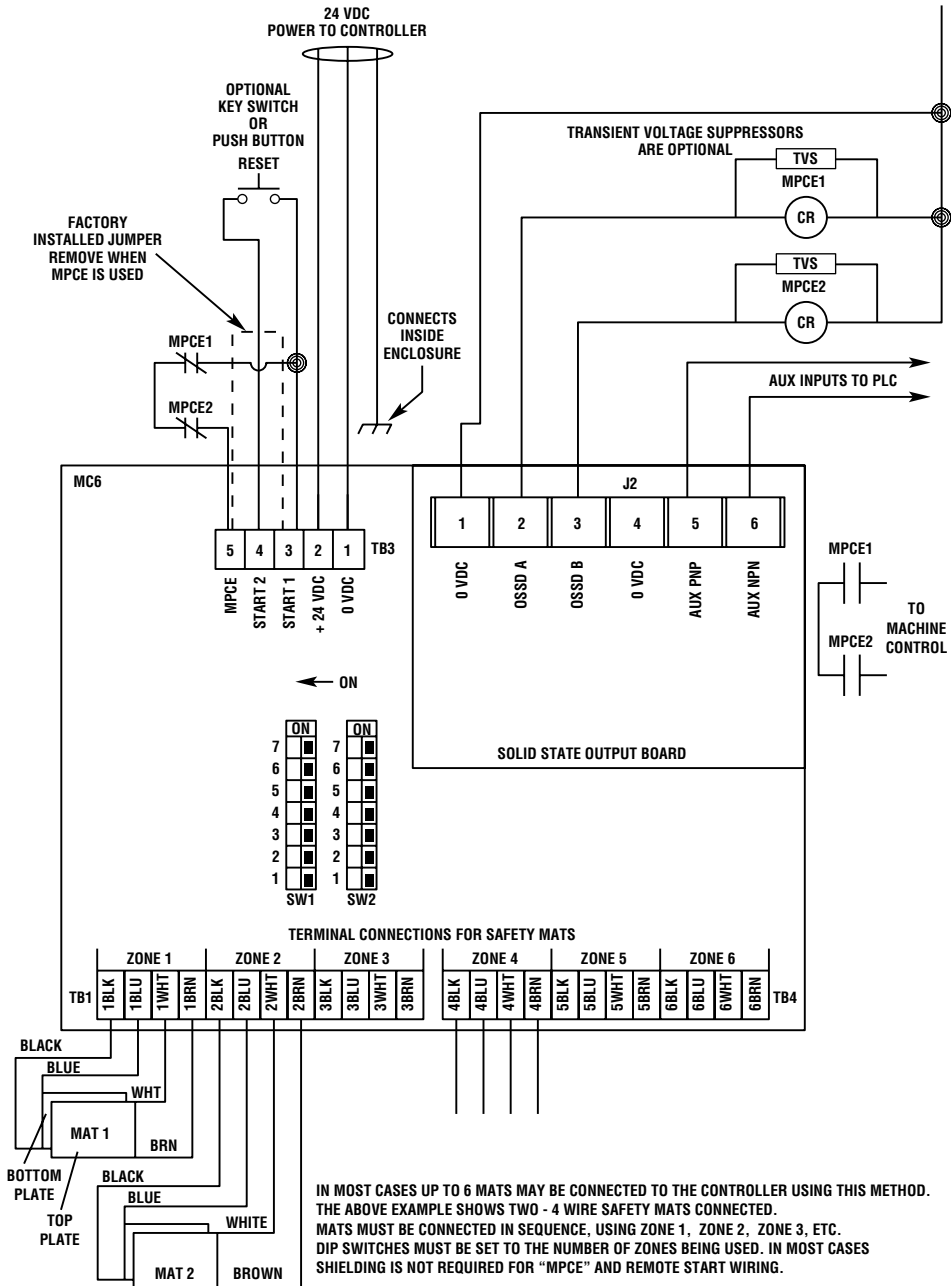 24 VDC
POWER TO CONTROLLER
OPTIONAL
KEY SWITCH
OR
PUSH BUTTON
RESET
TRANSIENT VOLTAGE SUPPRESSORS
ARE OPTIONAL
TVS
MPCE1
CR
TVS
MPCE2
CR
FACTORY
INSTALLED JUMPER
REMOVE WHEN
MPCE IS USED
CONNECTS
INSIDE
ENCLOSURE
MPCE1
MPCE2
AUX INPUTS TO PLC
MC6
J2
5 4 3 2 1 TB3
MPCE
START 2
START 1
+ 24 VDC
0 VDC
1 2 3 4 5 6
0 VDC
OSSD A
OSSD B
0 VDC
AUX PNP
AUX NPN
MPCE1
MPCE2
TO
MACHINE
CONTROL
ON
ON ON
7 7
6 6
5 5
4 4
3 3
2 2
1 1
SW1 SW2
SOLID STATE OUTPUT BOARD
TERMINAL CONNECTIONS FOR SAFETY MATS
ZONE 1 ZONE 2 ZONE 3 ZONE 4 ZONE 5 ZONE 6
TB1 1BLK 1BLU 1WHT 1BRN 2BLK 2BLU 2WHT 2BRN 3BLK 3BLU 3WHT 3BRN 4BLK 4BLU 4WHT 4BRN 5BLK 5BLU 5WHT 5BRN 6BLK 6BLU 6WHT 6BRN TB4
BLACK
BLUE
WHT
MAT 1
BRN
BOTTOM
PLATE
TOP
PLATE
BLACK
BLUE
WHITE
MAT 2
BROWN
IN MOST CASES UP TO 6 MATS MAY BE CONNECTED TO THE CONTROLLER USING THIS METHOD.
THE ABOVE EXAMPLE SHOWS TWO - 4 WIRE SAFETY MATS CONNECTED.
MATS MUST BE CONNECTED IN SEQUENCE, USING ZONE 1, ZONE 2, ZONE 3, ETC.
DIP SWITCHES MUST BE SET TO THE NUMBER OF ZONES BEING USED. IN MOST CASES
SHIELDING IS NOT REQUIRED FOR “MPCE” AND REMOTE START WIRING.